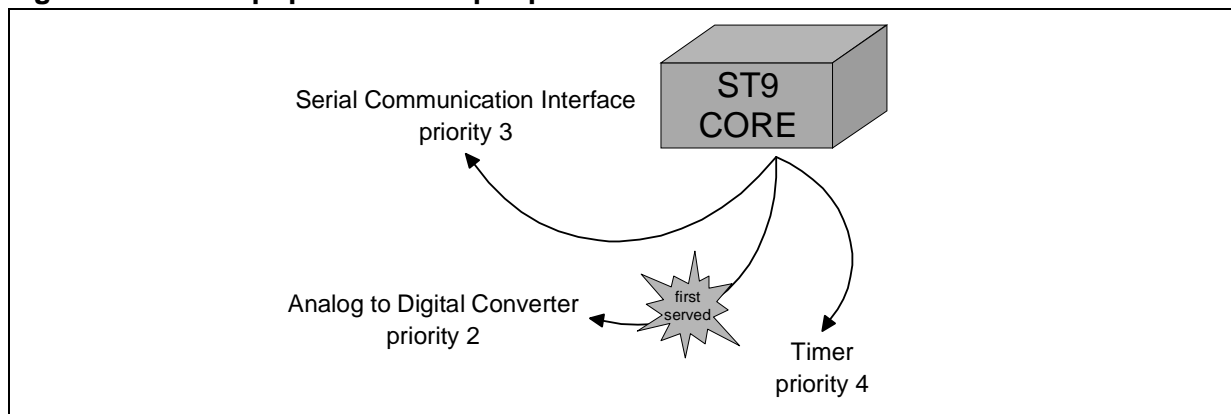 ST9
CORE
Serial Communication Interface
priority 3
first
served
Analog to Digital Converter
priority 2
Timer
priority 4